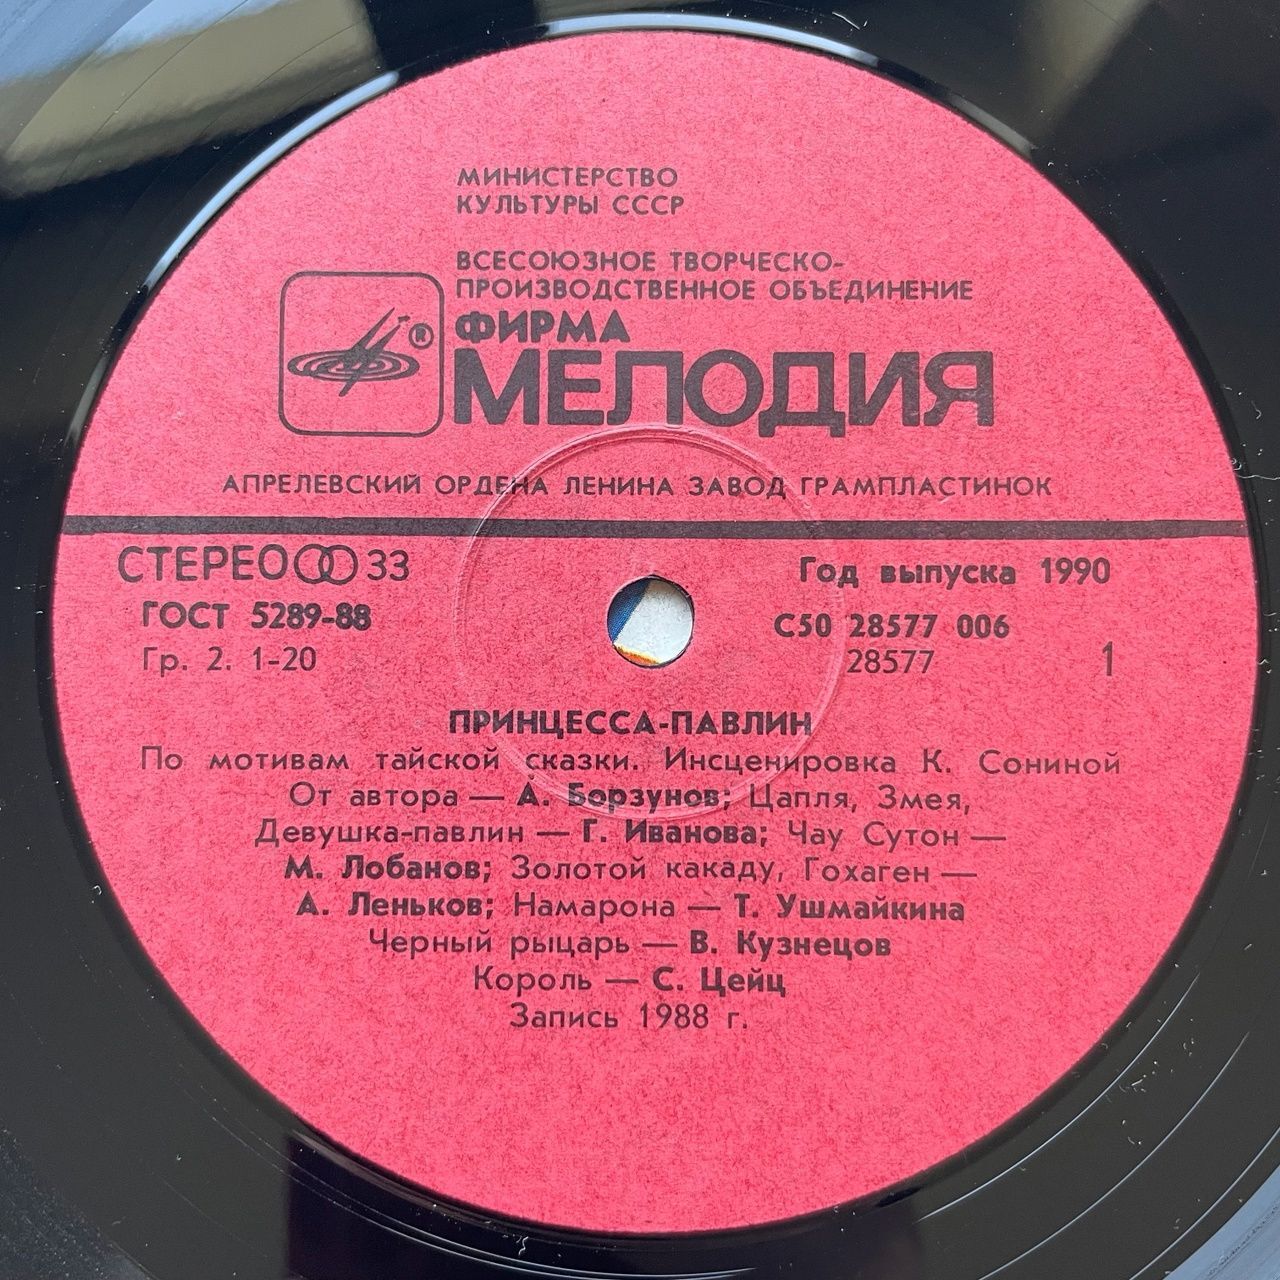 МИНИСТЕРСТВО
КУЛЬТУРЫ СССР
ВСЕСОЮЗНОЕ ТВОРЧЕСКО-
ПРОИЗВОДСТВЕННОЕ ОБЪЕДИНЕНИЕ
ФИРМА
®
МЕЛОДИЯ
АПРЕЛЕВСКИЙ ОРДЕНА ЛЕНИНА ЗАВОД ГРАМПЛАСТИНОК
СТЕРЕО 33
ГОСТ 5289-88
Гр. 2. 1-20
Год выпуска 1990
С50 28577 006
28577 1
ПРИНЦЕССА-ПАВЛИН
По мотивам тайской сказки. Инсценировка К. Сониной
От автора — А. Борзунов; Цапля, Змея,
Девушка-павлин — Г. Иванова; Чау Сутон —
М. Лобанов; Золотой какаду, Гохаген —
А. Леньков; Намарона — Т. Ушмайкина
Черный рыцарь — В. Кузнецов
Король — С. Цейц
Запись 1988 г.